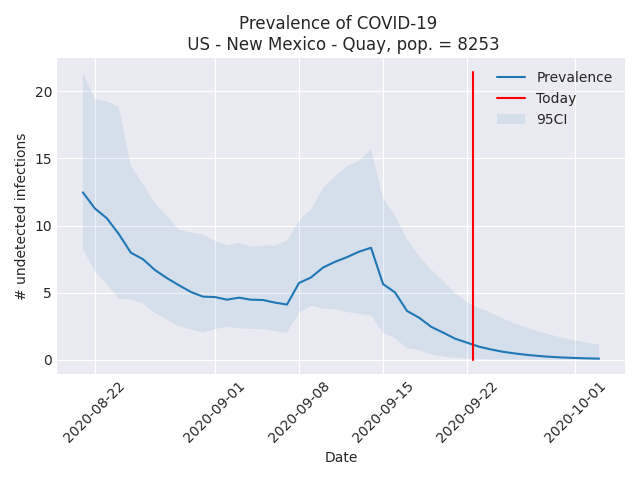 Prevalence of COVID-19
US - New Mexico - Quay, pop. = 8253
Prevalence
Today
95CI
# undetected infections
20
15
10
5
0
2020-08-22
2020-09-01
2020-09-08
2020-09-15
2020-09-22
2020-10-01
Date